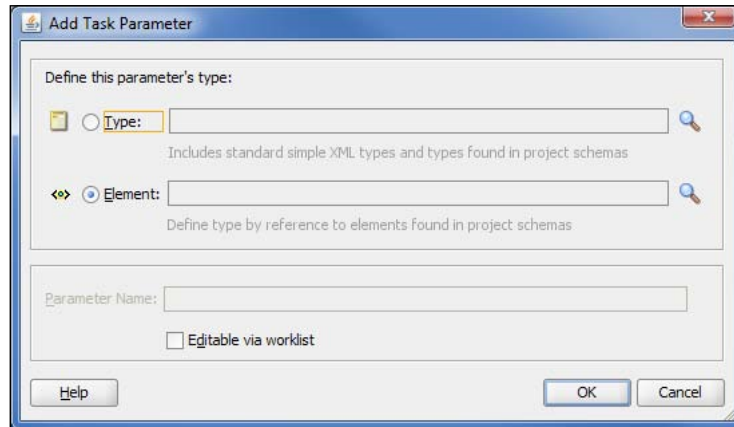 Add Task Parameter
Define this parameter's type:
Type:
Includes standard simple XML types and types found in project schemas
Element:
Define type by reference to elements found in project schemas
Parameter Name:
Editable via worklist
Help
OK
Cancel